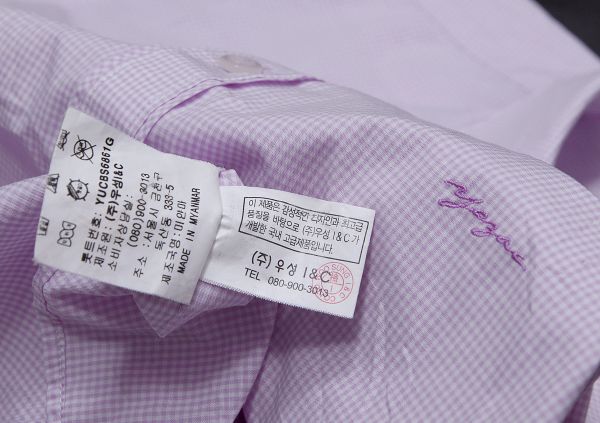 롯트번호: YUCBS6861G
제조원: (주)우성I&C
소비자상담실:
(080)900-3013
주소: 서울시 금천구
독산동 333-5
제조국명: 미얀마
MADE IN MYANMAR
이 제품은 감성적인 디자인과 최고급
품질을 바탕으로 (주)우성 I & C가
개발한 국내 고급제품입니다.
(주) 우성 I & C
TEL 080-900-3013
Yezac